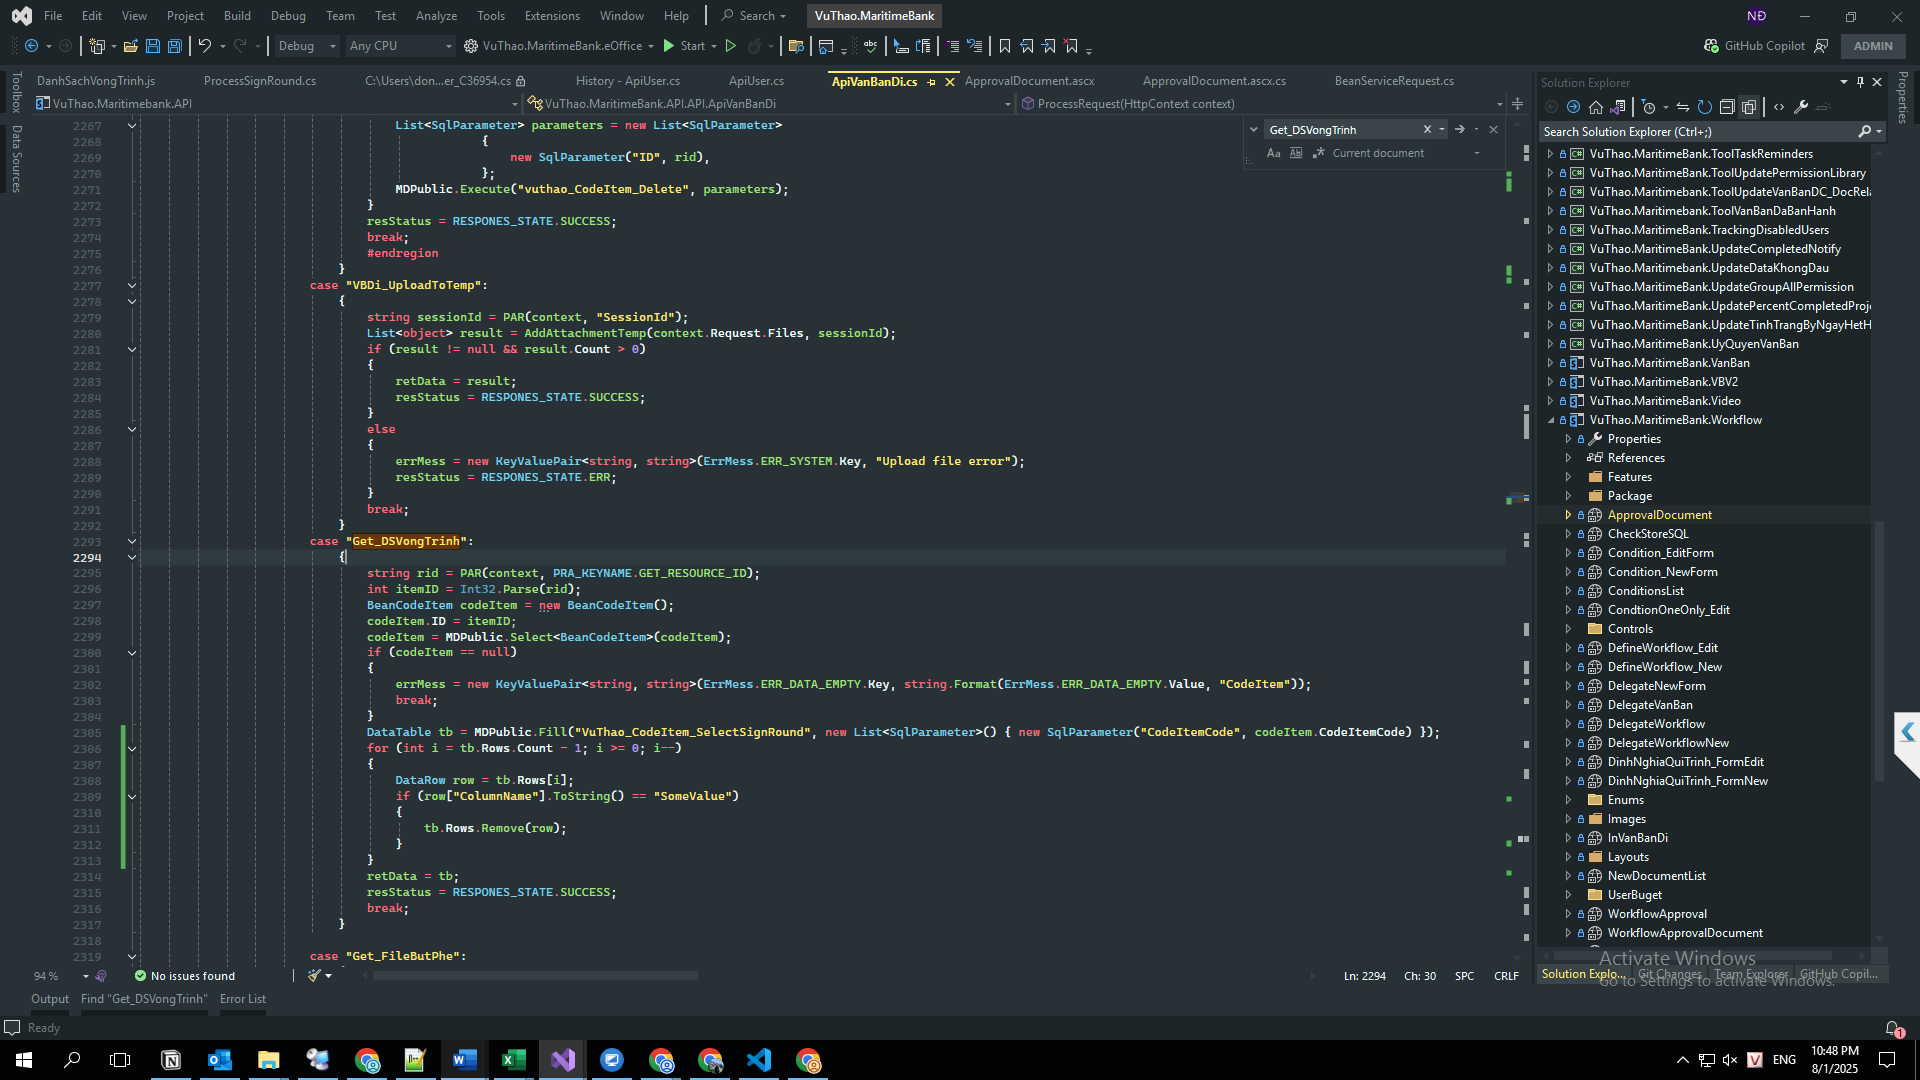 File Edit View Project Build Debug Team Test Analyze Tools Extensions Window Help Search VuThao.MaritimeBank NĐ
Debug Any CPU VuThao.MaritimeBank.eOffice Start GitHub Copilot ADMIN
DanhSachVongTrinh.js ProcessSignRound.cs C:\Users\don...er_C36954.cs History - ApiUser.cs ApiUser.cs ApiVanBanDi.cs ApprovalDocument.ascx ApprovalDocument.ascx.cs BeanServiceRequest.cs
VuThao.Maritimebank.API VuThao.MaritimeBank.API.API.ApiVanBanDi ProcessRequest(HttpContext context)
Toolbox
Data Sources
Get_DSVongTrinh
Aa Ab Current document
2267 List<SqlParameter> parameters = new List<SqlParameter>
2268 {
2269 new SqlParameter("ID", rid),
2270 };
2271 MDPublic.Execute("vuthao_CodeItem_Delete", parameters);
2272 }
2273 resStatus = RESPONES_STATE.SUCCESS;
2274 break;
2275 #endregion
2276 }
2277 case "VBDi_UploadToTemp":
2278 {
2279 string sessionId = PAR(context, "SessionId");
2280 List<object> result = AddAttachmentTemp(context.Request.Files, sessionId);
2281 if (result != null && result.Count > 0)
2282 {
2283 retData = result;
2284 resStatus = RESPONES_STATE.SUCCESS;
2285 }
2286 else
2287 {
2288 errMess = new KeyValuePair<string, string>(ErrMess.ERR_SYSTEM.Key, "Upload file error");
2289 resStatus = RESPONES_STATE.ERR;
2290 }
2291 break;
2292 }
2293 case "Get_DSVongTrinh":
2294 {
2295 string rid = PAR(context, PRA_KEYNAME.GET_RESOURCE_ID);
2296 int itemID = Int32.Parse(rid);
2297 BeanCodeItem codeItem = new BeanCodeItem();
2298 codeItem.ID = itemID;
2299 codeItem = MDPublic.Select<BeanCodeItem>(codeItem);
2300 if (codeItem == null)
2301 {
2302 errMess = new KeyValuePair<string, string>(ErrMess.ERR_DATA_EMPTY.Key, string.Format(ErrMess.ERR_DATA_EMPTY.Value, "CodeItem"));
2303 break;
2304 }
2305 DataTable tb = MDPublic.Fill("VuThao_CodeItem_SelectSignRound", new List<SqlParameter>() { new SqlParameter("CodeItemCode", codeItem.CodeItemCode) });
2306 for (int i = tb.Rows.Count - 1; i >= 0; i--)
2307 {
2308 DataRow row = tb.Rows[i];
2309 if (row["ColumnName"].ToString() == "SomeValue")
2310 {
2311 tb.Rows.Remove(row);
2312 }
2313 }
2314 retData = tb;
2315 resStatus = RESPONES_STATE.SUCCESS;
2316 break;
2317 }
2318
2319 case "Get_FileButPhe":
94 % No issues found Ln: 2294 Ch: 30 SPC CRLF
Output Find "Get_DSVongTrinh" Error List
Ready
Solution Explorer
Properties
Search Solution Explorer (Ctrl+;)
VuThao.MaritimeBank.ToolTaskReminders
VuThao.Maritimebank.ToolUpdatePermissionLibrary
VuThao.MaritimeBank.ToolUpdateVanBanDC_DocRela
VuThao.Maritimebank.ToolVanBanDaBanHanh
VuThao.Maritimebank.TrackingDisabledUsers
VuThao.Maritimebank.UpdateCompletedNotify
VuThao.Maritimebank.UpdateDataKhongDau
VuThao.Maritimebank.UpdateGroupAllPermission
VuThao.Maritimebank.UpdatePercentCompletedProje
VuThao.Maritimebank.UpdateTinhTrangByNgayHetH
VuThao.Maritimebank.UyQuyenVanBan
VuThao.MaritimeBank.VanBan
VuThao.MaritimeBank.VBV2
VuThao.MaritimeBank.Video
VuThao.MaritimeBank.Workflow
Properties
References
Features
Package
ApprovalDocument
CheckStoreSQL
Condition_EditForm
Condition_NewForm
ConditionsList
CondtionOneOnly_Edit
Controls
DefineWorkflow_Edit
DefineWorkflow_New
DelegateNewForm
DelegateVanBan
DelegateWorkflow
DelegateWorkflowNew
DinhNghiaQuiTrinh_FormEdit
DinhNghiaQuiTrinh_FormNew
Enums
Images
InVanBanDi
Layouts
NewDocumentList
UserBuget
WorkflowApproval
WorkflowApprovalDocument
Activate Windows
Go to Settings to activate Windows.
Solution Explo... Git Changes Team Explorer GitHub Copil...
1
ENG
10:48 PM
8/1/2025